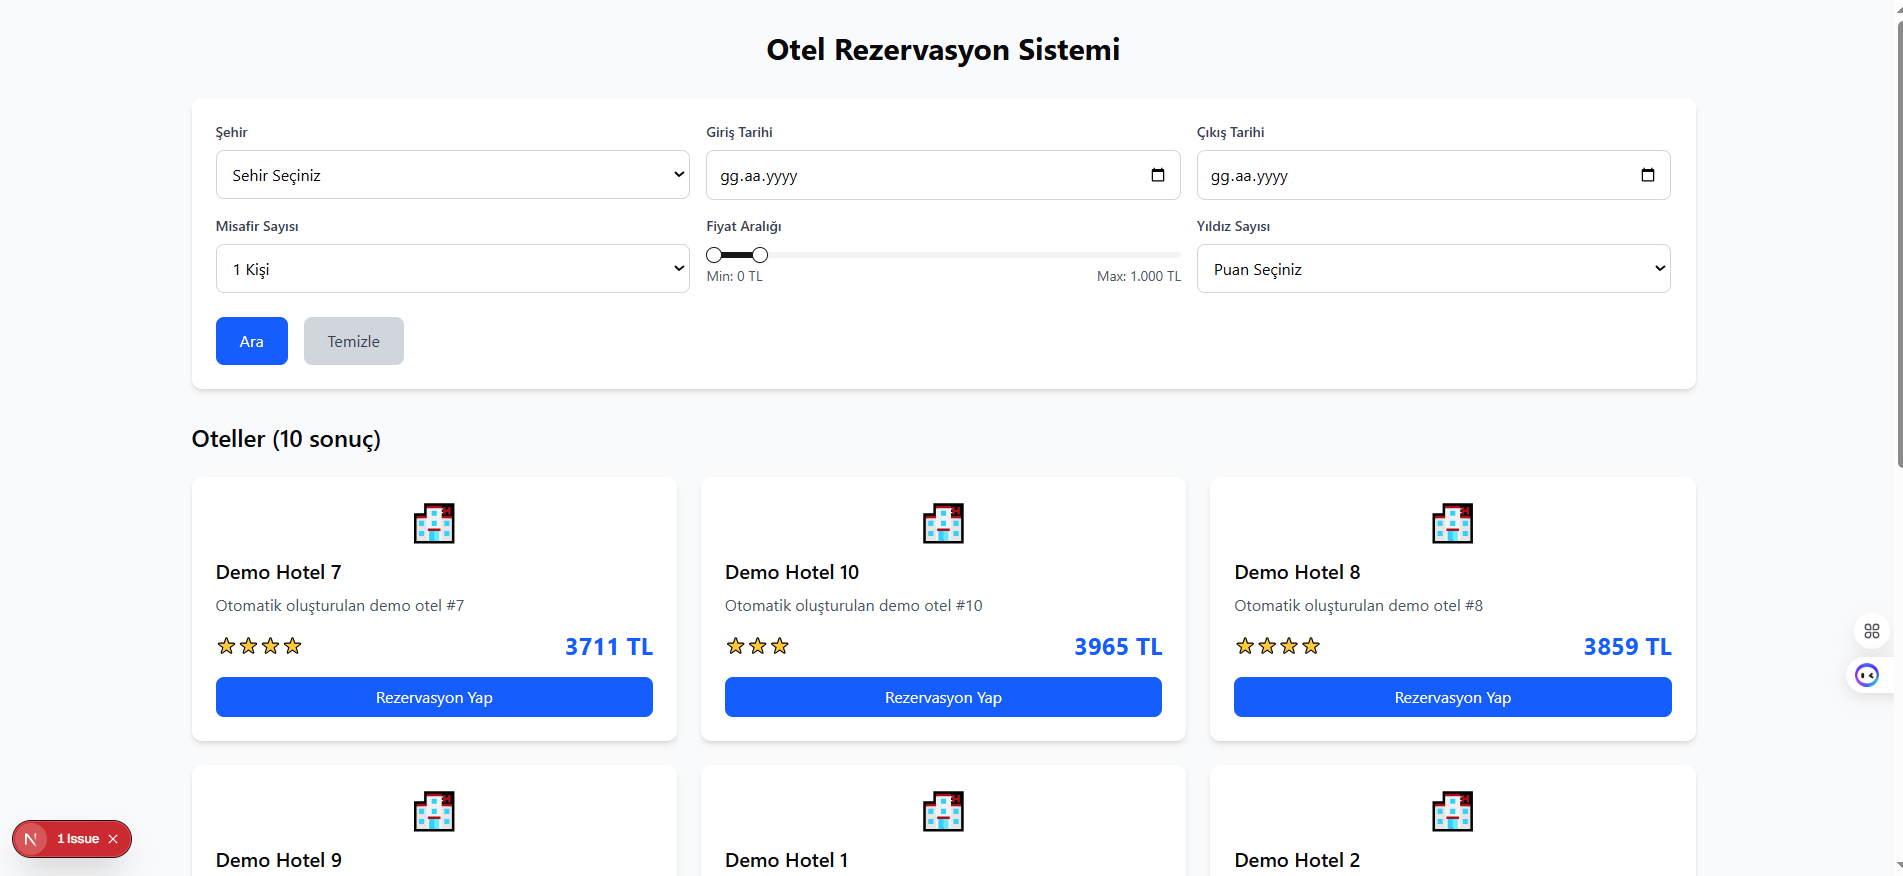 Otel Rezervasyon Sistemi
Şehir
Giriş Tarihi
Çıkış Tarihi
Sehir Seçiniz
gg.aa.yyyy
gg.aa.yyyy
Misafir Sayısı
Fiyat Aralığı
Yıldız Sayısı
1 Kişi
Min: 0 TL
Max: 1.000 TL
Puan Seçiniz
Ara
Temizle
Oteller (10 sonuç)
Demo Hotel 7
Otomatik oluşturulan demo otel #7
3711 TL
Rezervasyon Yap
Demo Hotel 10
Otomatik oluşturulan demo otel #10
3965 TL
Rezervasyon Yap
Demo Hotel 8
Otomatik oluşturulan demo otel #8
3859 TL
Rezervasyon Yap
Demo Hotel 9
Demo Hotel 1
Demo Hotel 2
N 1 Issue